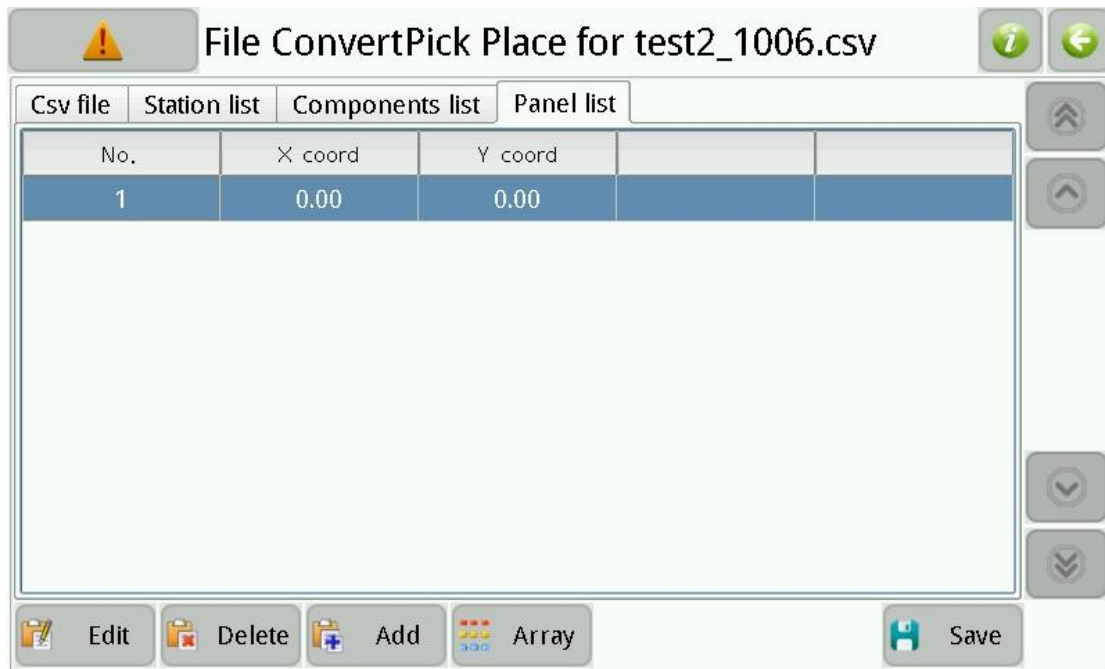 File ConvertPick Place for test2_1006.csv
Csv file Station list Components list Panel list
No. X coord Y coord
1 0.00 0.00
Edit Delete Add Array Save